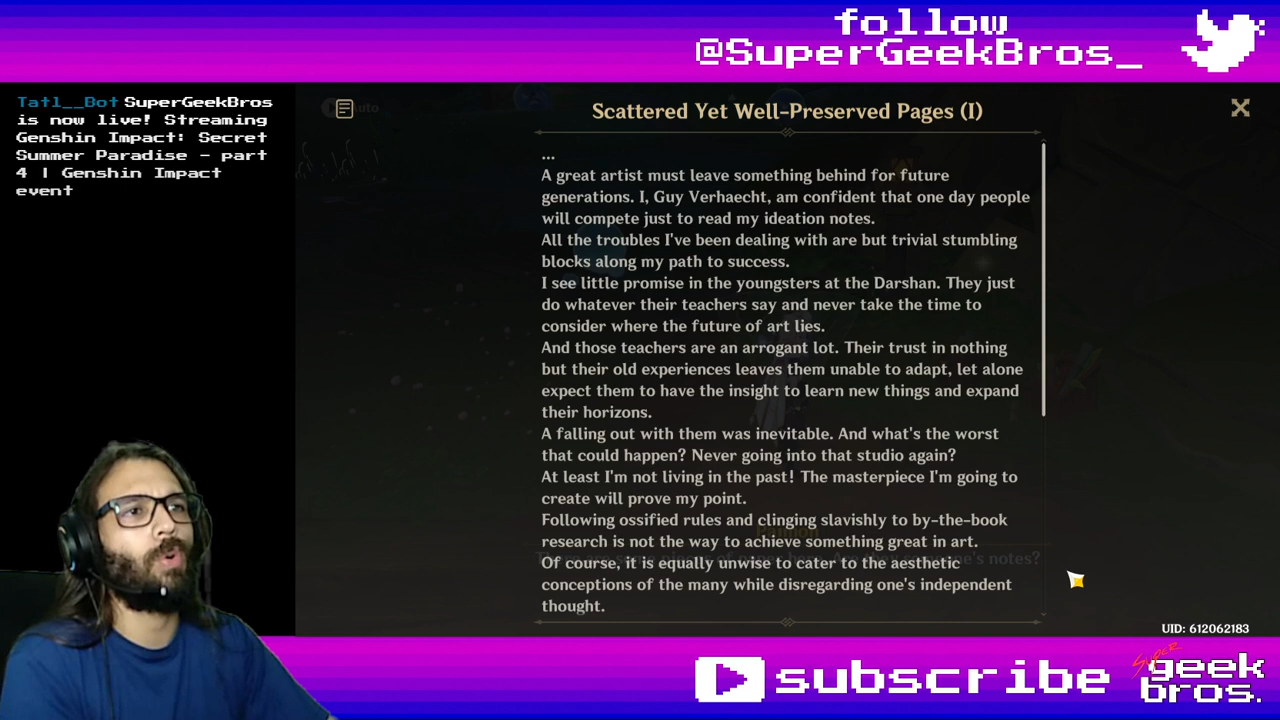 follow
@SuperGeekBros_
Tatl__Bot SuperGeekBros
is now live! Streaming
Genshin Impact: Secret
Summer Paradise - part
4 | Genshin Impact
event
Auto
Scattered Yet Well-Preserved Pages (I)
...
A great artist must leave something behind for future
generations. I, Guy Verhaecht, am confident that one day people
will compete just to read my ideation notes.
All the troubles I've been dealing with are but trivial stumbling
blocks along my path to success.
I see little promise in the youngsters at the Darshan. They just
do whatever their teachers say and never take the time to
consider where the future of art lies.
And those teachers are an arrogant lot. Their trust in nothing
but their old experiences leaves them unable to adapt, let alone
expect them to have the insight to learn new things and expand
their horizons.
A falling out with them was inevitable. And what's the worst
that could happen? Never going into that studio again?
At least I'm not living in the past! The masterpiece I'm going to
create will prove my point.
Following ossified rules and clinging slavishly to by-the-book
research is not the way to achieve something great in art.
Of course, it is equally unwise to cater to the aesthetic
conceptions of the many while disregarding one's independent
thought.
UID: 612062183
subscribe
super
geek
bros.